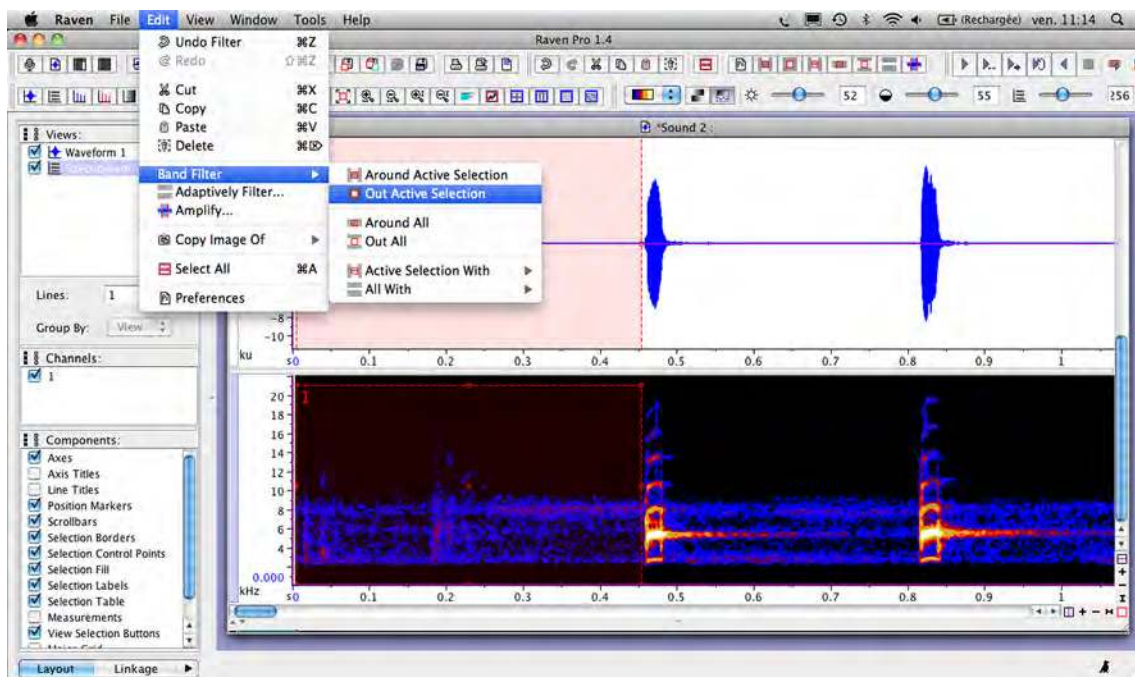 Raven File Edit View Window Tools Help
(Rechargée) ven. 11:14
Raven Pro 1.4
52
55
256
Undo Filter ⌘Z
Redo ⇧⌘Z
Cut ⌘X
Copy ⌘C
Paste ⌘V
Delete ⌘⌦
Band Filter
Adaptively Filter...
Amplify...
Copy Image Of
Select All ⌘A
Preferences
Around Active Selection
Out Active Selection
Around All
Out All
Active Selection With
All With
Views:
Waveform 1
Lines: 1
Group By: View
Channels:
1
Components:
Axes
Axis Titles
Line Titles
Position Markers
Scrollbars
Selection Borders
Selection Control Points
Selection Fill
Selection Labels
Selection Table
Measurements
View Selection Buttons
Major Grid
Layout Linkage
*Sound 2 :
-8
-10
ku
s0 0.1 0.2 0.3 0.4 0.5 0.6 0.7 0.8 0.9 1
1
20
18
16
14
12
10
8
6
4
0.000
kHz
s0 0.1 0.2 0.3 0.4 0.5 0.6 0.7 0.8 0.9 1